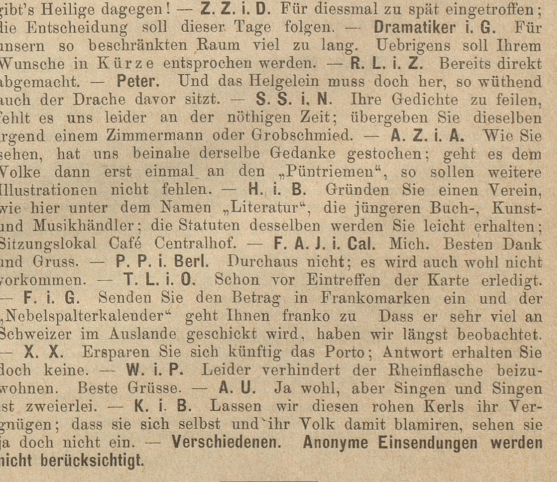 gibt's Heilige dagegen! — Z. Z. i. D. Für diessmal zu spät eingetroffen;
die Entscheidung soll dieser Tage folgen. — Dramatiker i. G. Für
unsern so beschränkten Raum viel zu lang. Uebrigens soll Ihrem
Wunsche in Kürze entsprochen werden. — R. L. i. Z. Bereits direkt
abgemacht. — Peter. Und das Helgelein muss doch her, so wüthend
auch der Drache davor sitzt. — S. S. i. N. Ihre Gedichte zu feilen,
fehlt es uns leider an der nöthigen Zeit; übergeben Sie dieselben
irgend einem Zimmermann oder Grobschmied. — A. Z. i. A. Wie Sie
sehen, hat uns beinahe derselbe Gedanke gestochen; geht es dem
Volke dann erst einmal an den „Püntriemen“, so sollen weitere
Illustrationen nicht fehlen. — H. i. B. Gründen Sie einen Verein,
wie hier unter dem Namen „Literatur“, die jüngeren Buch-, Kunst-
und Musikhändler; die Statuten desselben werden Sie leicht erhalten;
Sitzungslokal Café Centralhof. — F. A. J. i. Cal. Mich. Besten Dank
und Gruss. — P. P. i. Berl. Durchaus nicht; es wird auch wohl nicht
vorkommen. — T. L. i. O. Schon vor Eintreffen der Karte erledigt.
— F. i. G. Senden Sie den Betrag in Frankomarken ein und der
„Nebelspalterkalender“ geht Ihnen franko zu Dass er sehr viel an
Schweizer im Auslande geschickt wird, haben wir längst beobachtet.
— X. X. Ersparen Sie sich künftig das Porto; Antwort erhalten Sie
doch keine. — W. i. P. Leider verhindert der Rheinflasche beizu-
wohnen. Beste Grüsse. — A. U. Ja wohl, aber Singen und Singen
ist zweierlei. — K. i. B. Lassen wir diesen rohen Kerls ihr Ver-
gnügen; dass sie sich selbst und ihr Volk damit blamiren, sehen sie
ja doch nicht ein. — Verschiedenen. Anonyme Einsendungen werden
nicht berücksichtigt.